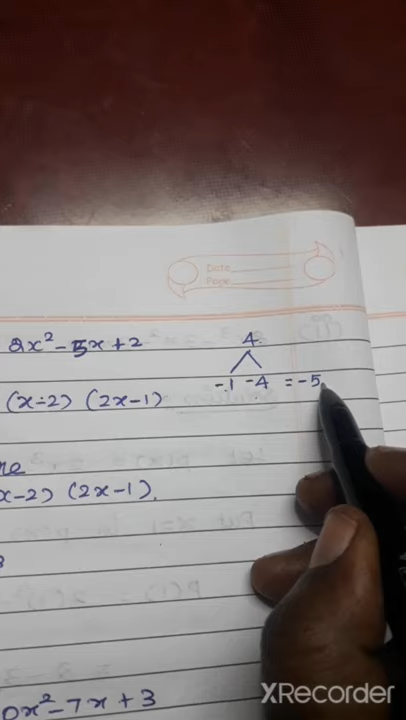 Date
Page
2x² - 5x + 2 4
(x-2) (2x-1) -1 -4 = -5
x-2) (2x-1).
x² - 7x + 3
XRecorder